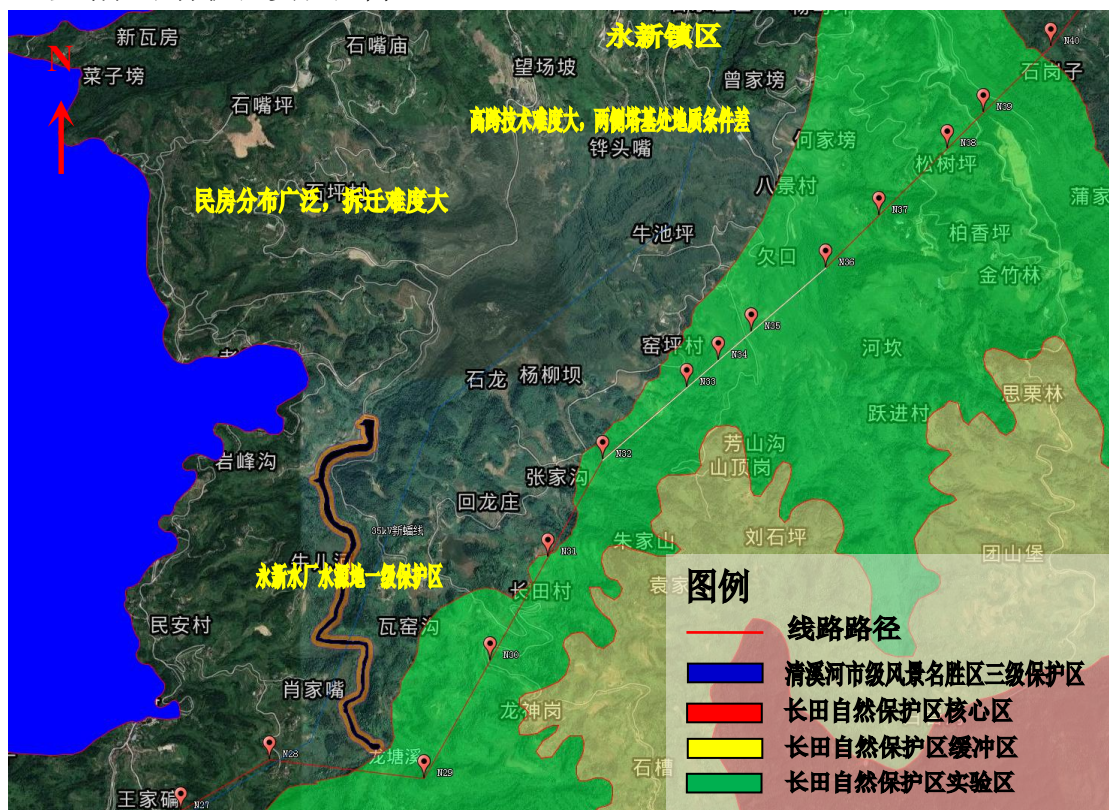 永新镇区
新瓦房
石嘴庙
N
N40
菜子塝
望场坡
曾家塝
石岗子
石嘴坪
N39
高跨技术难度大，两侧塔基处地质条件差
何家塝
N38
铧头嘴
松树坪
八景村
民房分布广泛，拆迁难度大
N37
蒲家
牛池坪
柏香坪
欠口
N36
金竹林
N35
窑坪村
N34
河坎
石龙
杨柳坝
N33
思栗林
跃进村
N32
芳山沟
岩峰沟
山顶岗
张家沟
回龙庄
35kV新蟠线
N31
朱家山
刘石坪
团山堡
永新水厂水源地一级保护区
长田村
袁家
图例
民安村
瓦窑沟
线路路径
N30
清溪河市级风景名胜区三级保护区
肖家嘴
龙神岗
长田自然保护区核心区
N28
龙塘溪
长田自然保护区缓冲区
N29
石槽
长田自然保护区实验区
王家碥
N27